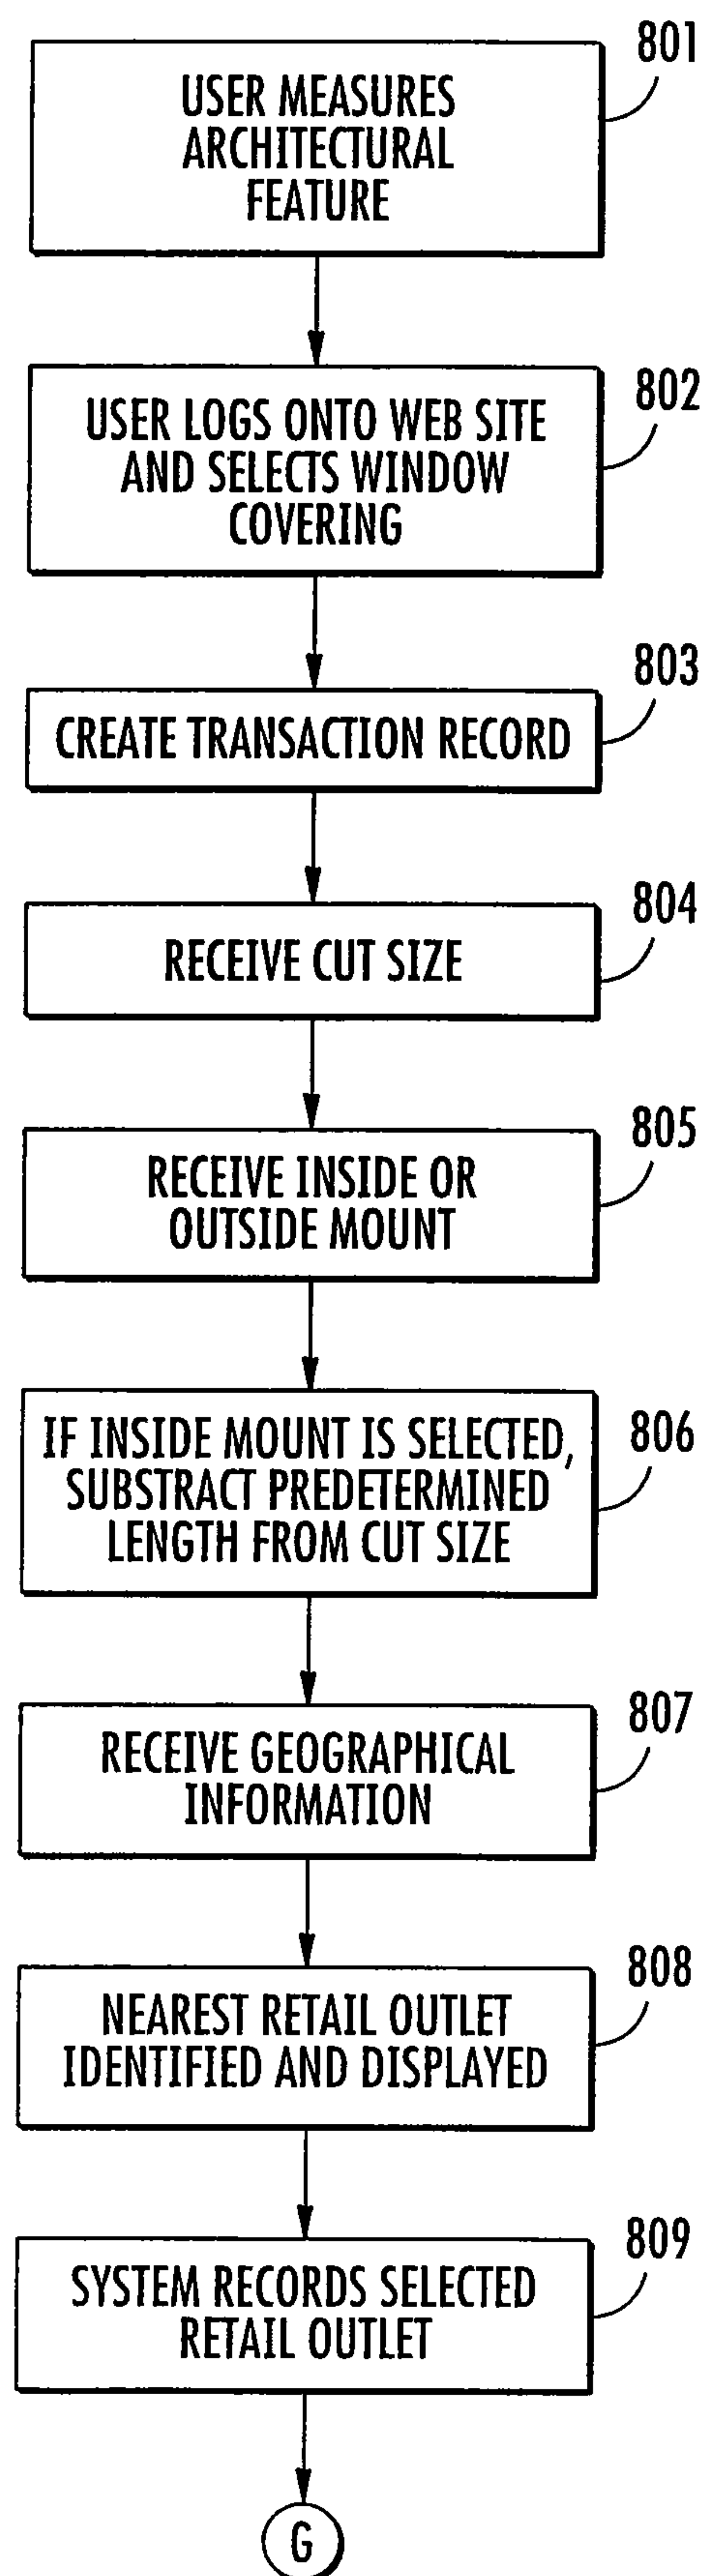 801
USER MEASURES
ARCHITECTURAL
FEATURE
802
USER LOGS ONTO WEB SITE
AND SELECTS WINDOW
COVERING
803
CREATE TRANSACTION RECORD
804
RECEIVE CUT SIZE
805
RECEIVE INSIDE OR
OUTSIDE MOUNT
806
IF INSIDE MOUNT IS SELECTED,
SUBSTRACT PREDETERMINED
LENGTH FROM CUT SIZE
807
RECEIVE GEOGRAPHICAL
INFORMATION
808
NEAREST RETAIL OUTLET
IDENTIFIED AND DISPLAYED
809
SYSTEM RECORDS SELECTED
RETAIL OUTLET
G